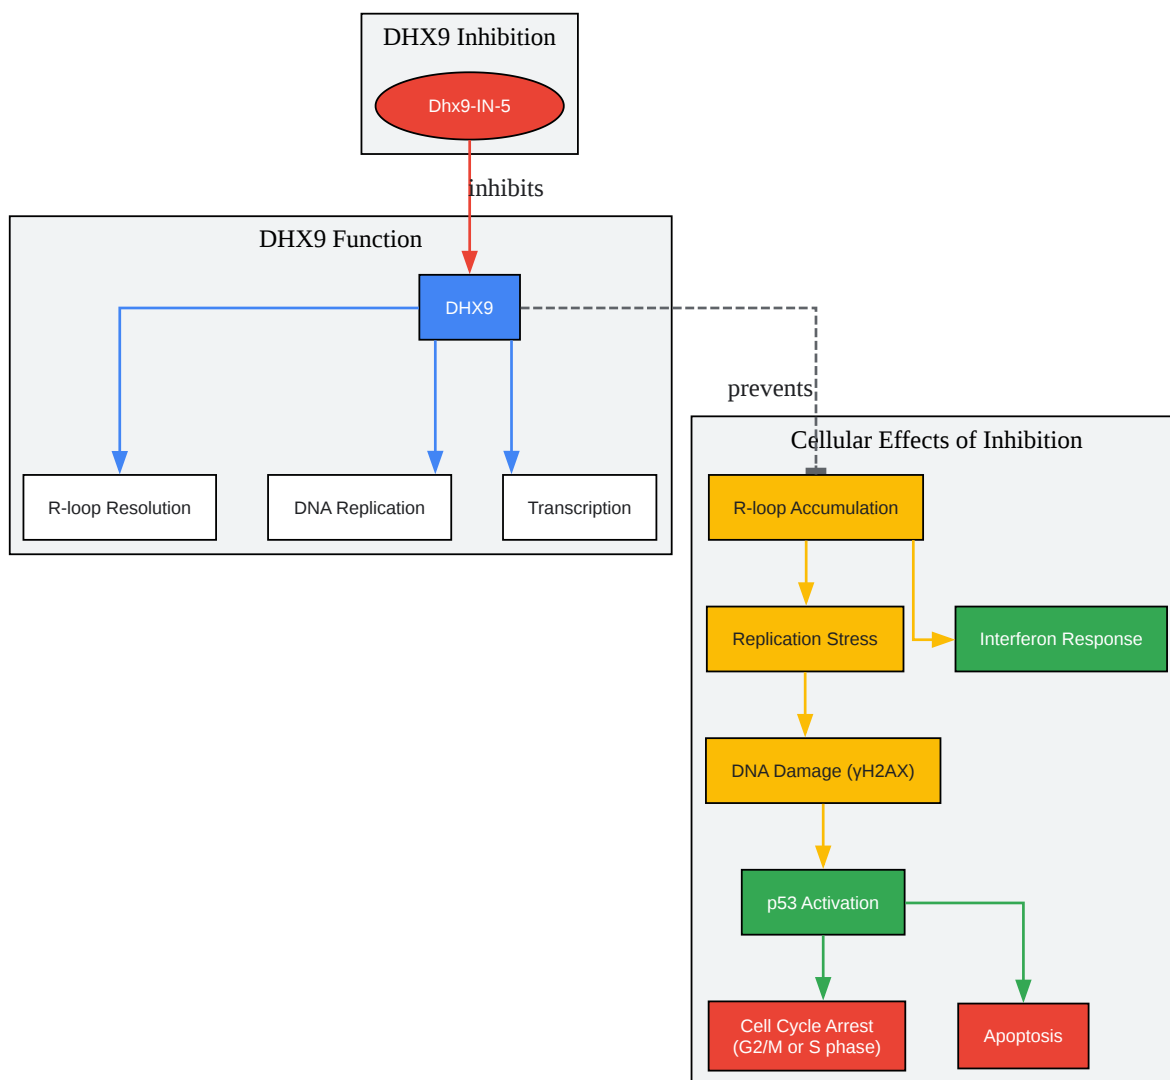 DHX9 Inhibition
Dhx9-IN-5
inhibits
DHX9 Function
DHX9
prevents
Cellular Effects of Inhibition
R-loop Resolution
DNA Replication
Transcription
R-loop Accumulation
Replication Stress
Interferon Response
DNA Damage (γH2AX)
p53 Activation
Cell Cycle Arrest
(G2/M or S phase)
Apoptosis